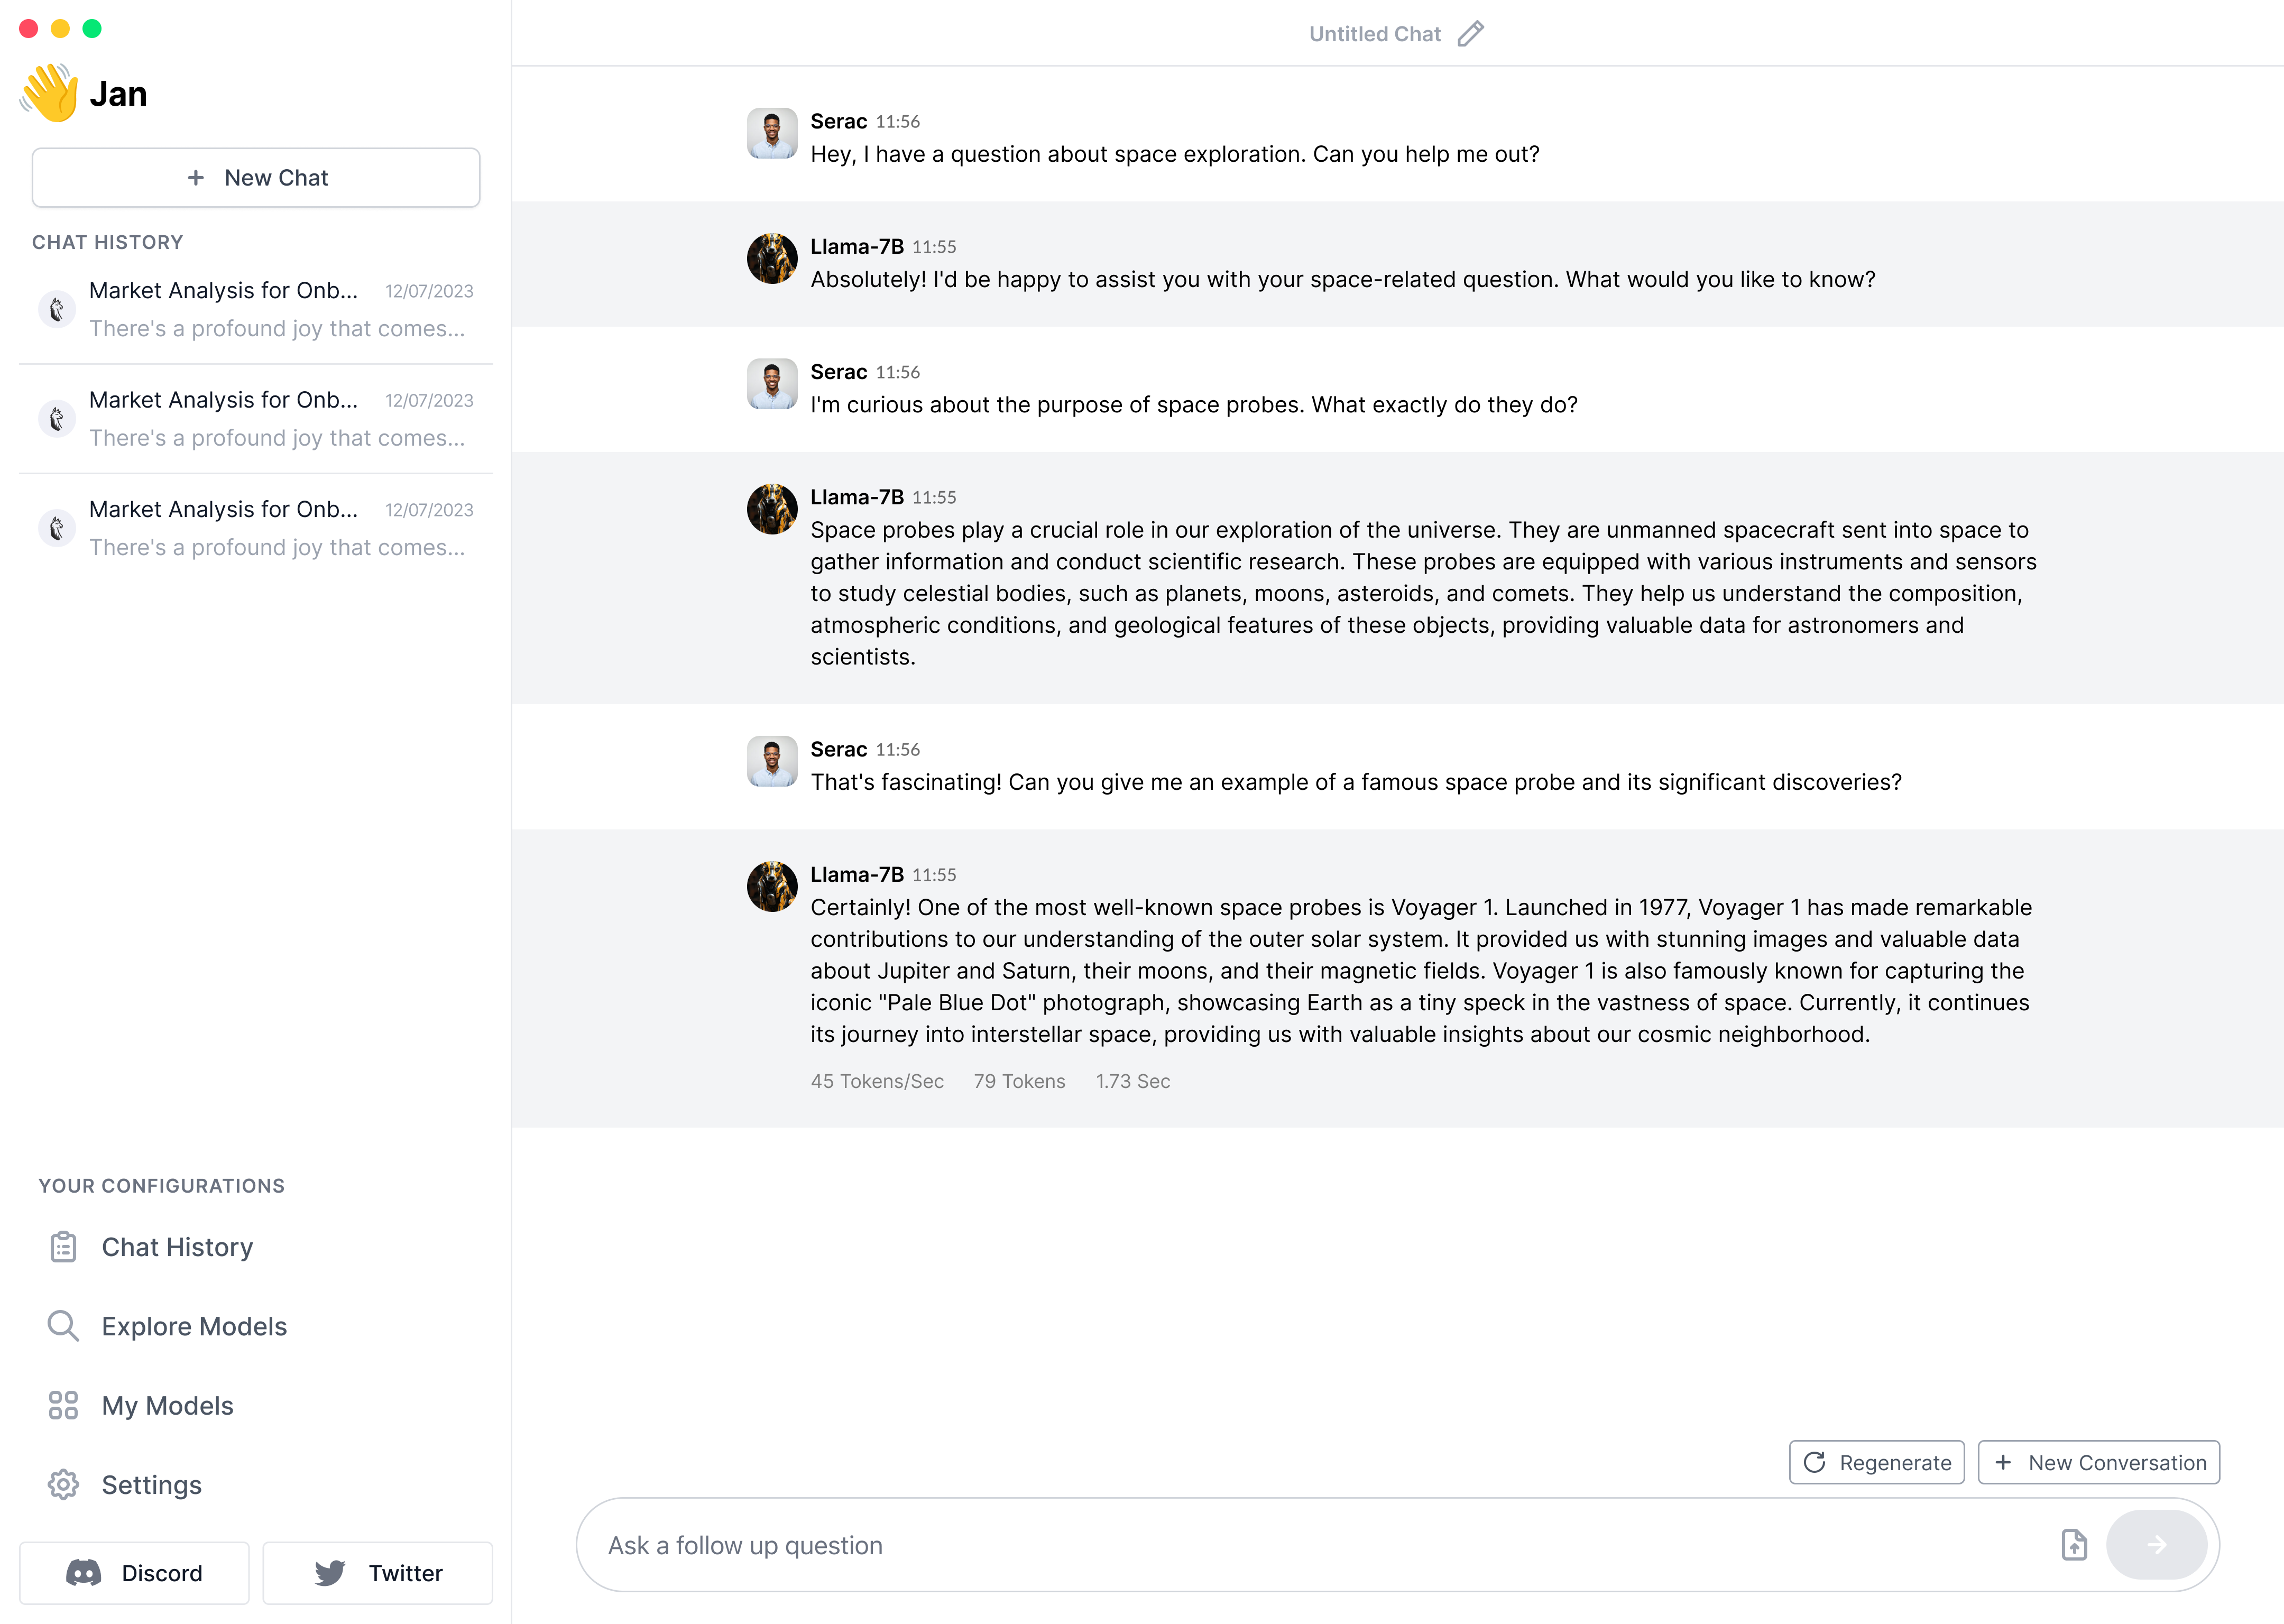 Jan
+ New Chat
CHAT HISTORY
Market Analysis for Onb... 12/07/2023
There's a profound joy that comes...
Market Analysis for Onb... 12/07/2023
There's a profound joy that comes...
Market Analysis for Onb... 12/07/2023
There's a profound joy that comes...
YOUR CONFIGURATIONS
Chat History
Explore Models
My Models
Settings
Discord
Twitter
Untitled Chat
Serac 11:56
Hey, I have a question about space exploration. Can you help me out?
Llama-7B 11:55
Absolutely! I'd be happy to assist you with your space-related question. What would you like to know?
Serac 11:56
I'm curious about the purpose of space probes. What exactly do they do?
Llama-7B 11:55
Space probes play a crucial role in our exploration of the universe. They are unmanned spacecraft sent into space to
gather information and conduct scientific research. These probes are equipped with various instruments and sensors
to study celestial bodies, such as planets, moons, asteroids, and comets. They help us understand the composition,
atmospheric conditions, and geological features of these objects, providing valuable data for astronomers and
scientists.
Serac 11:56
That's fascinating! Can you give me an example of a famous space probe and its significant discoveries?
Llama-7B 11:55
Certainly! One of the most well-known space probes is Voyager 1. Launched in 1977, Voyager 1 has made remarkable
contributions to our understanding of the outer solar system. It provided us with stunning images and valuable data
about Jupiter and Saturn, their moons, and their magnetic fields. Voyager 1 is also famously known for capturing the
iconic "Pale Blue Dot" photograph, showcasing Earth as a tiny speck in the vastness of space. Currently, it continues
its journey into interstellar space, providing us with valuable insights about our cosmic neighborhood.
45 Tokens/Sec 79 Tokens 1.73 Sec
Regenerate
+ New Conversation
Ask a follow up question